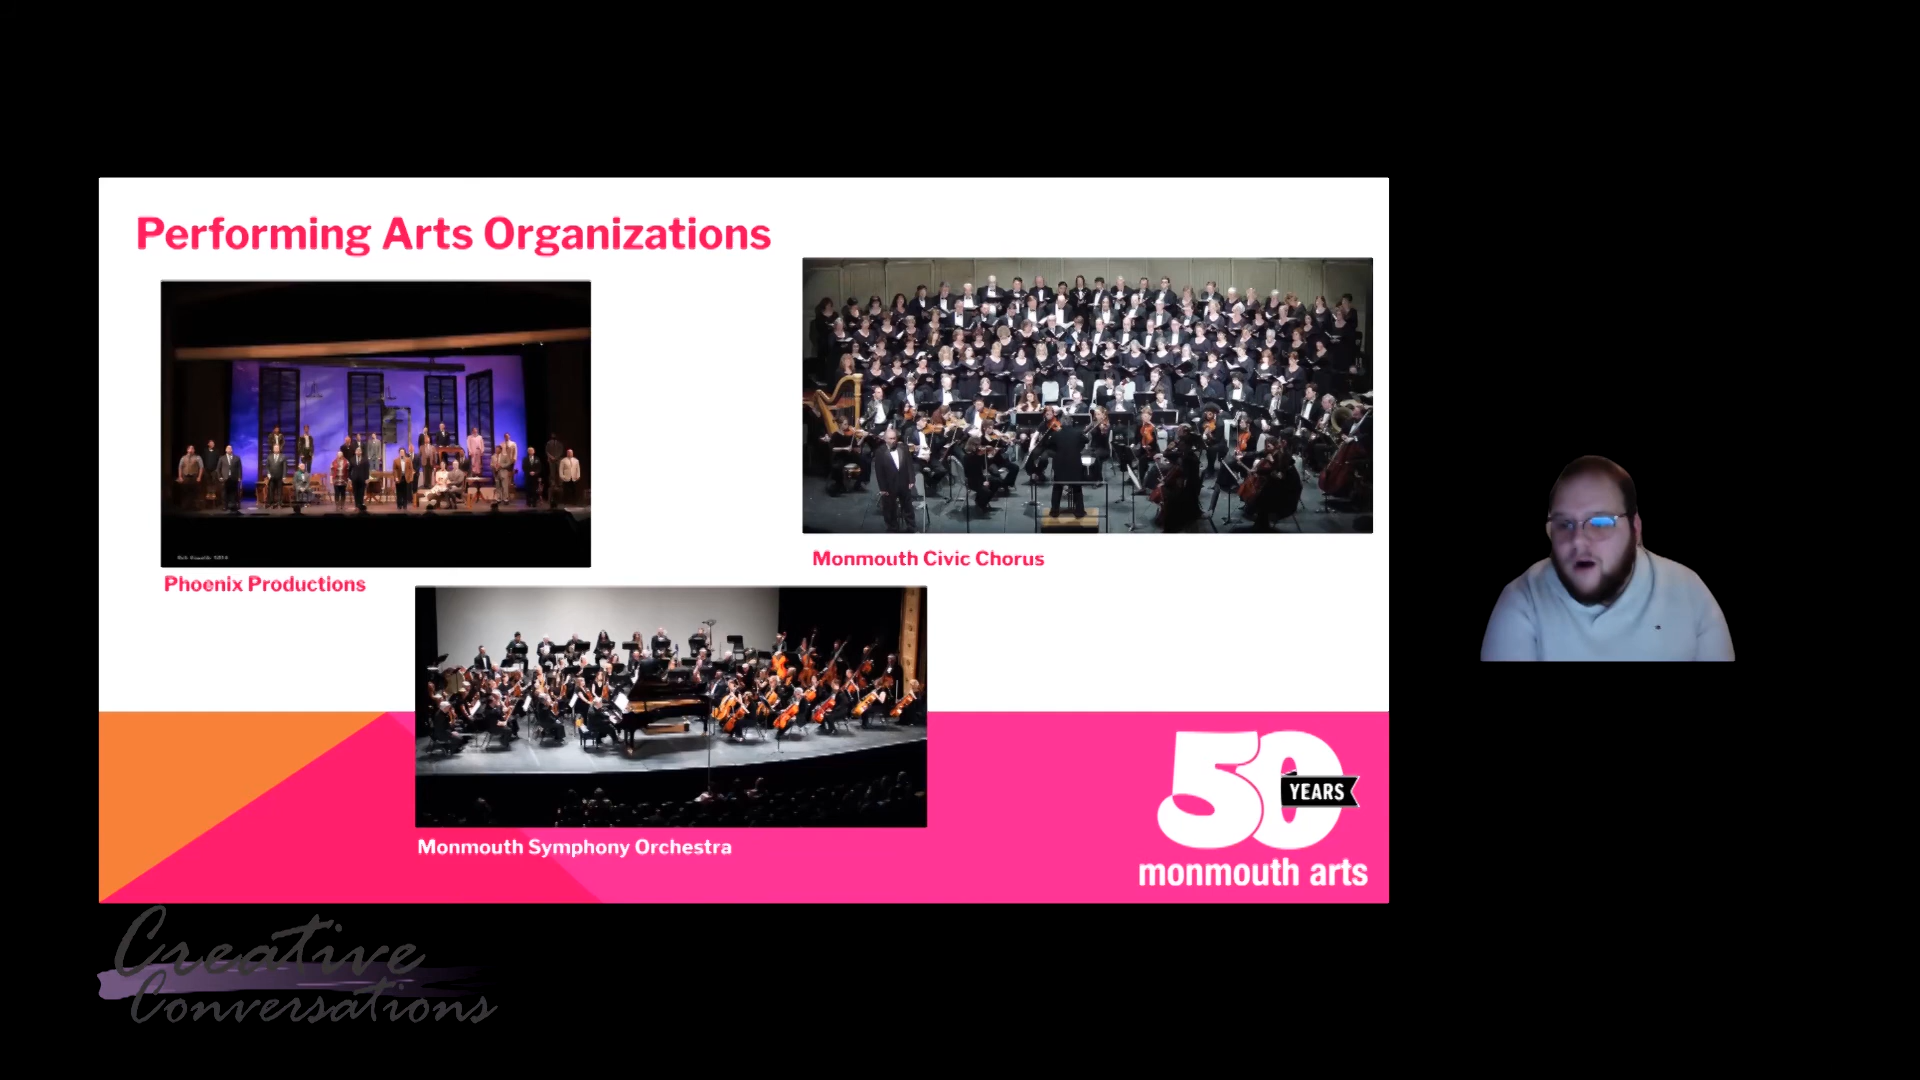 Performing Arts Organizations
Phoenix Productions
Monmouth Civic Chorus
Monmouth Symphony Orchestra
50
YEARS
monmouth arts
Creative
Conversations